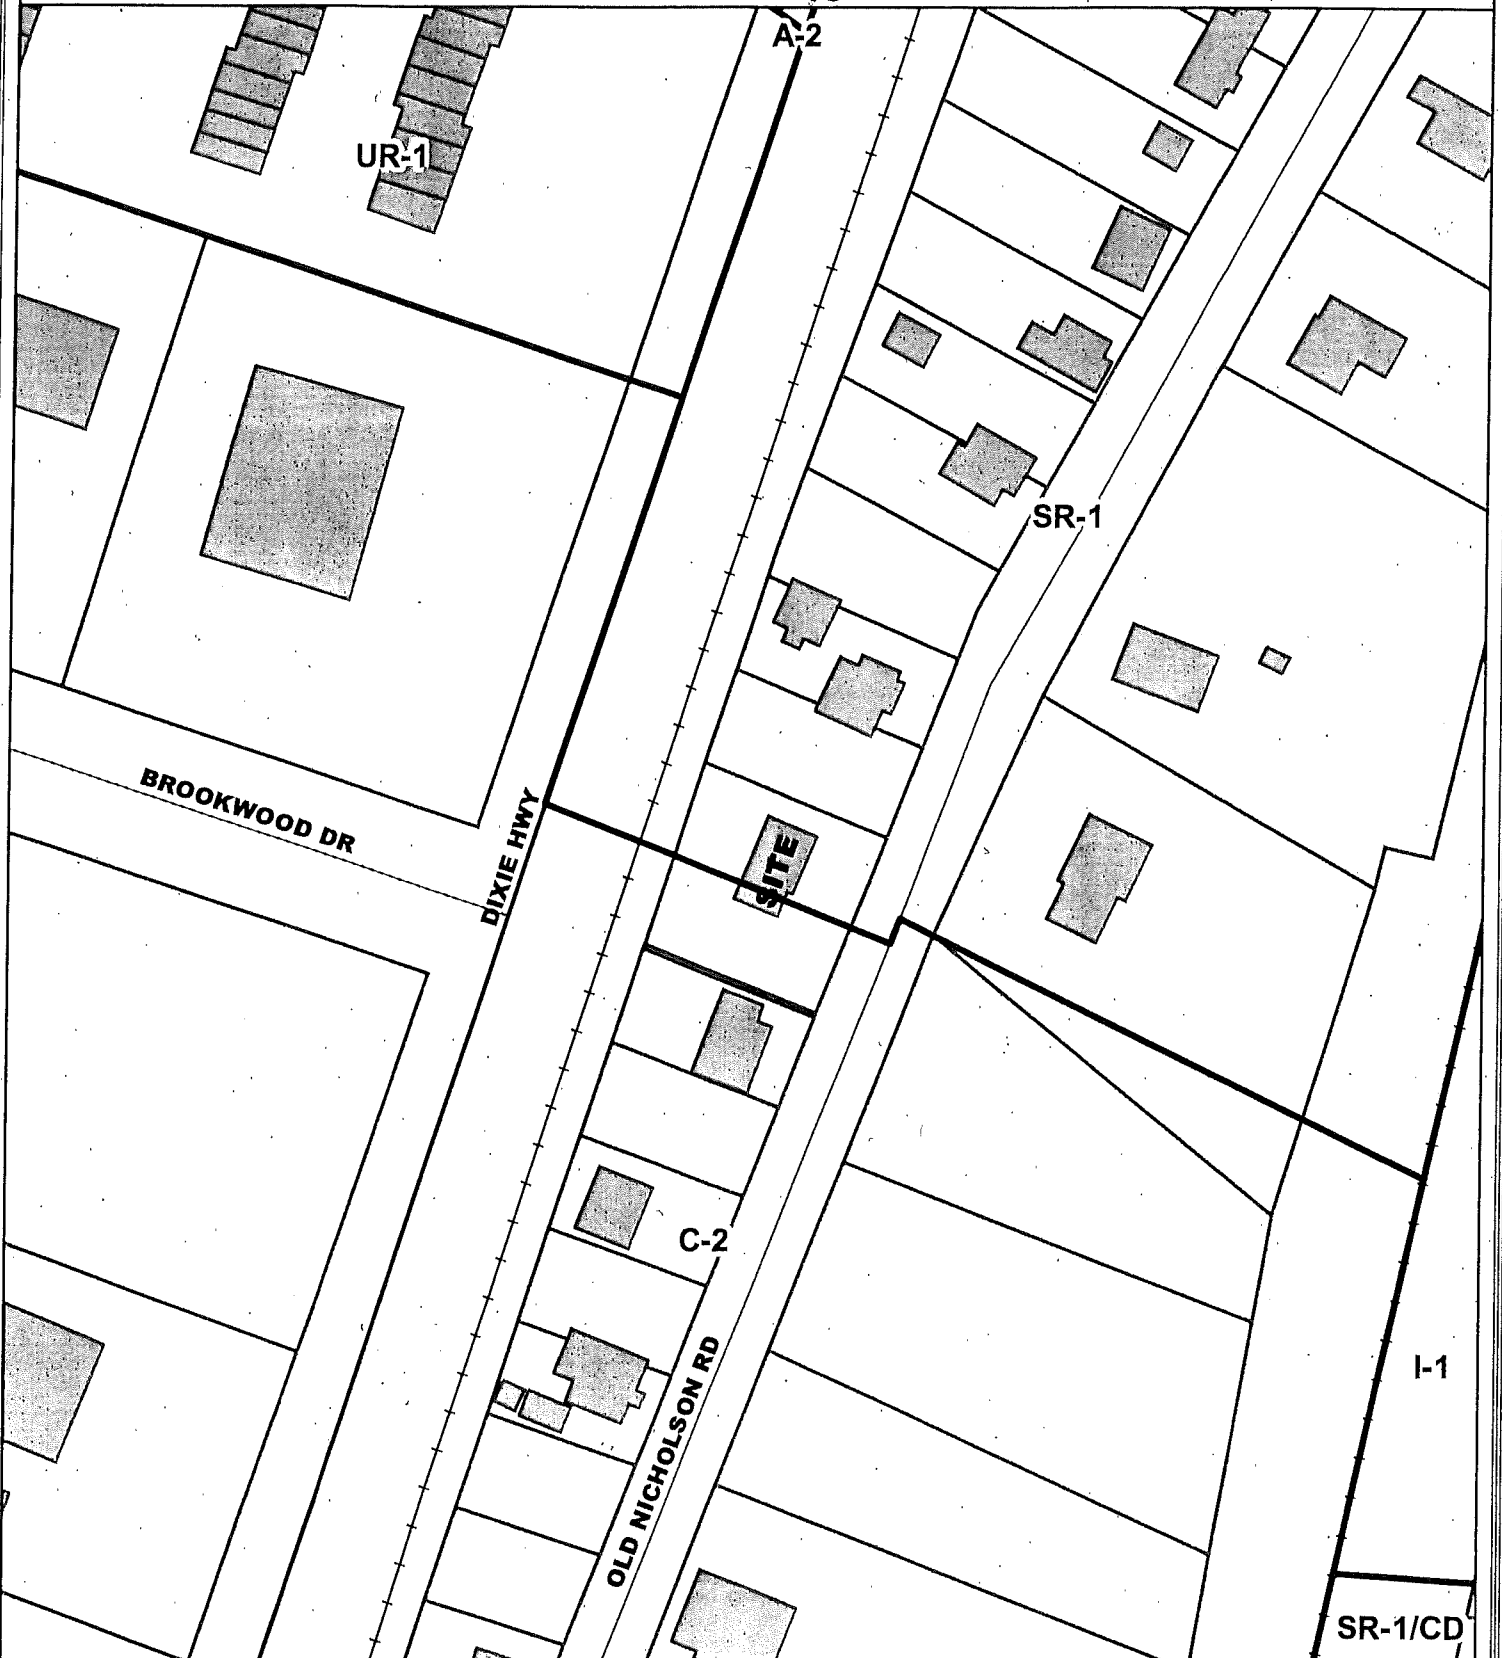 A-2
UR-1
SR-1
BROOKWOOD DR
DIXIE HWY
SITE
C-2
OLD NICHOLSON RD
I-1
SR-1/CD